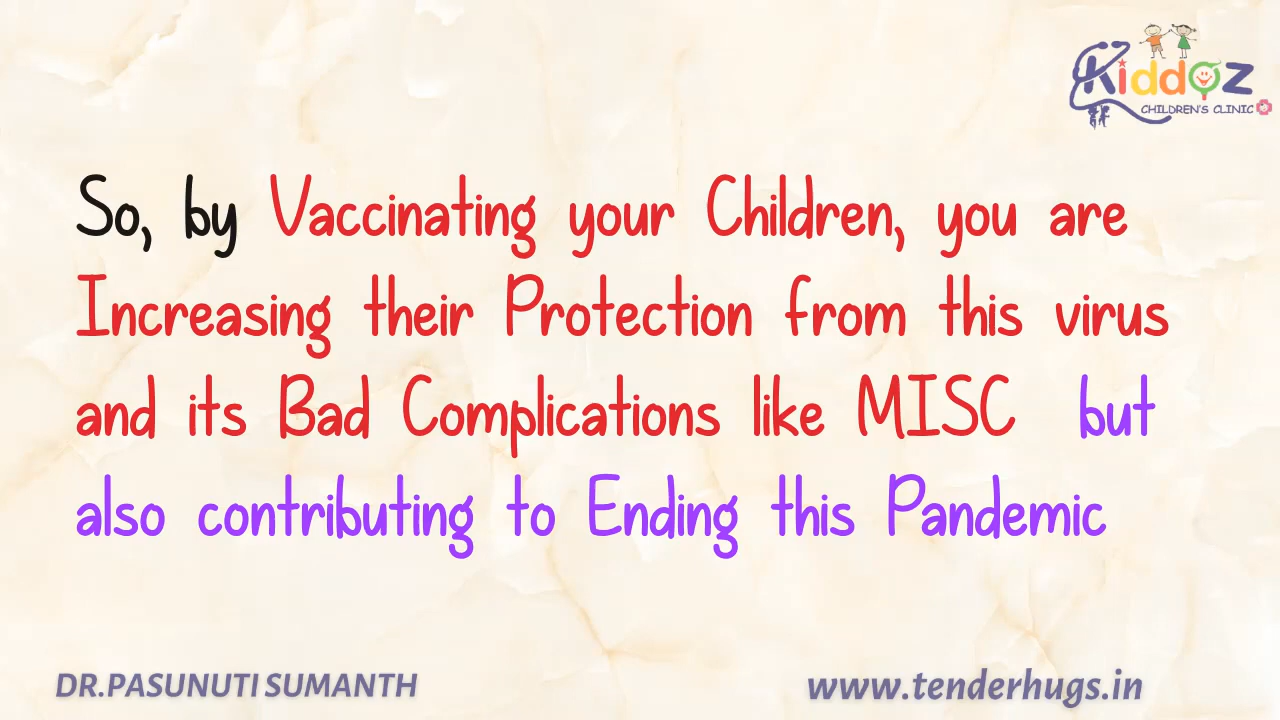 Kiddoz
CHILDREN'S CLINIC
So, by Vaccinating your Children, you are
Increasing their Protection from this virus
and its Bad Complications like MISC but
also contributing to Ending this Pandemic
DR.PASUNUTI SUMANTH
www.tenderhugs.in